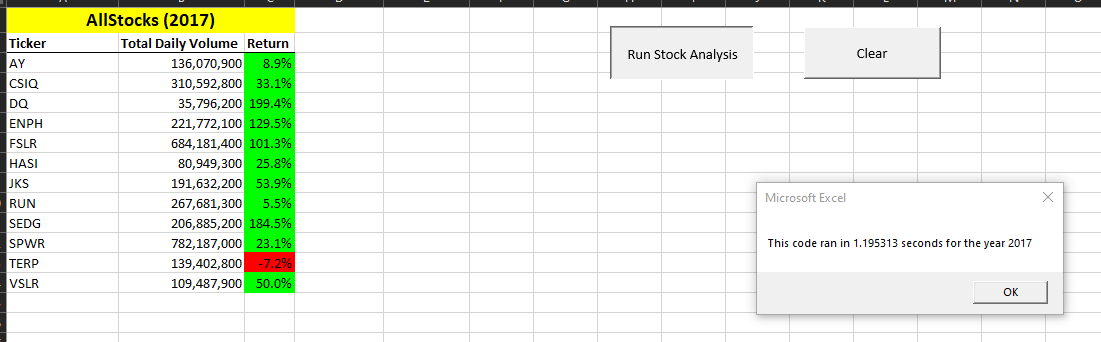 AllStocks (2017)
Ticker Total Daily Volume Return
AY 136,070,900 8.9%
CSIQ 310,592,800 33.1%
DQ 35,796,200 199.4%
ENPH 221,772,100 129.5%
FSLR 684,181,400 101.3%
HASI 80,949,300 25.8%
JKS 191,632,200 53.9%
RUN 267,681,300 5.5%
SEDG 206,885,200 184.5%
SPWR 782,187,000 23.1%
TERP 139,402,800 -7.2%
VSLR 109,487,900 50.0%
Run Stock Analysis
Clear
Microsoft Excel
This code ran in 1.195313 seconds for the year 2017
OK